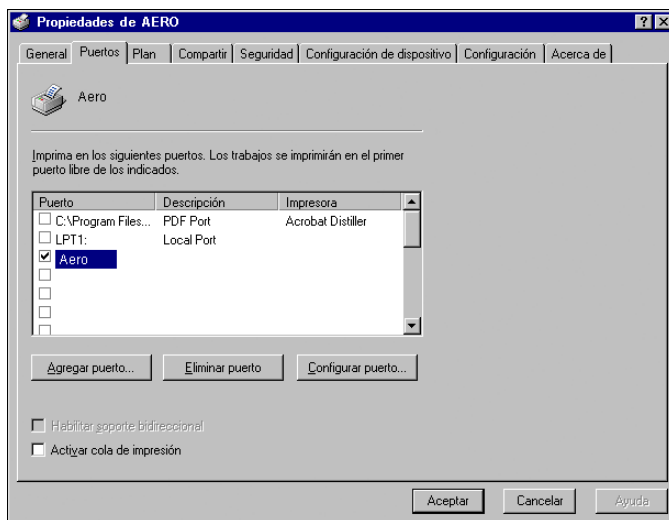 Propiedades de AERO
General Puertos Plan Compartir Seguridad Configuración de dispositivo Configuración Acerca de
Aero
Imprima en los siguientes puertos. Los trabajos se imprimirán en el primer
puerto libre de los indicados.
Puerto Descripción Impresora
C:\Program Files... PDF Port Acrobat Distiller
LPT1: Local Port
Aero
Agregar puerto... Eliminar puerto Configurar puerto...
Habilitar soporte bidireccional
Activar cola de impresión
Aceptar Cancelar Ayuda